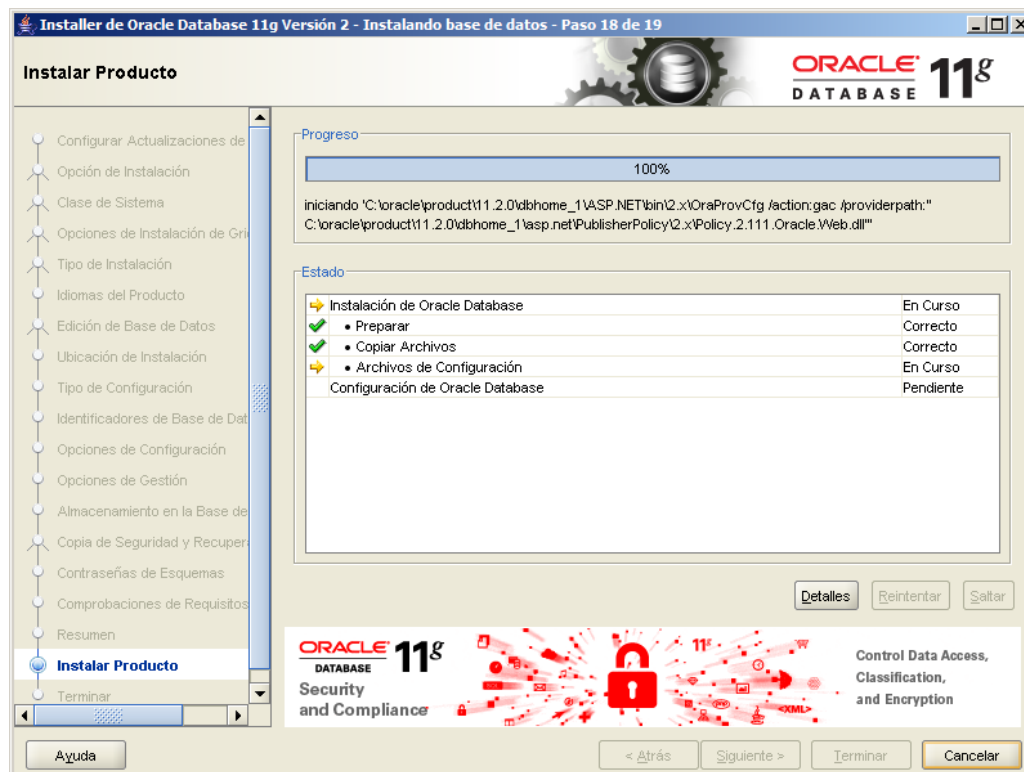 Installer de Oracle Database 11g Versión 2 - Instalando base de datos - Paso 18 de 19
Instalar Producto
ORACLE 11g
DATABASE
Configurar Actualizaciones de
Opción de Instalación
Clase de Sistema
Opciones de Instalación de Gri
Tipo de Instalación
Idiomas del Producto
Edición de Base de Datos
Ubicación de Instalación
Tipo de Configuración
Identificadores de Base de Dat
Opciones de Configuración
Opciones de Gestión
Almacenamiento en la Base de
Copia de Seguridad y Recuper
Contraseñas de Esquemas
Comprobaciones de Requisitos
Resumen
Instalar Producto
Terminar
Progreso
100%
iniciando 'C:\oracle\product\11.2.0\dbhome_1\ASP.NET\bin\2.x\OraProvCfg /action:gac /providerpath:"
C:\oracle\product\11.2.0\dbhome_1\asp.net\PublisherPolicy\2.x\Policy.2.111.Oracle.Web.dll"'
Estado
Instalación de Oracle Database En Curso
• Preparar Correcto
• Copiar Archivos Correcto
• Archivos de Configuración En Curso
Configuración de Oracle Database Pendiente
Detalles Reintentar Saltar
ORACLE 11g
DATABASE
Security
and Compliance
11g
<XML>
Control Data Access,
Classification,
and Encryption
Ayuda < Atrás Siguiente > Terminar Cancelar